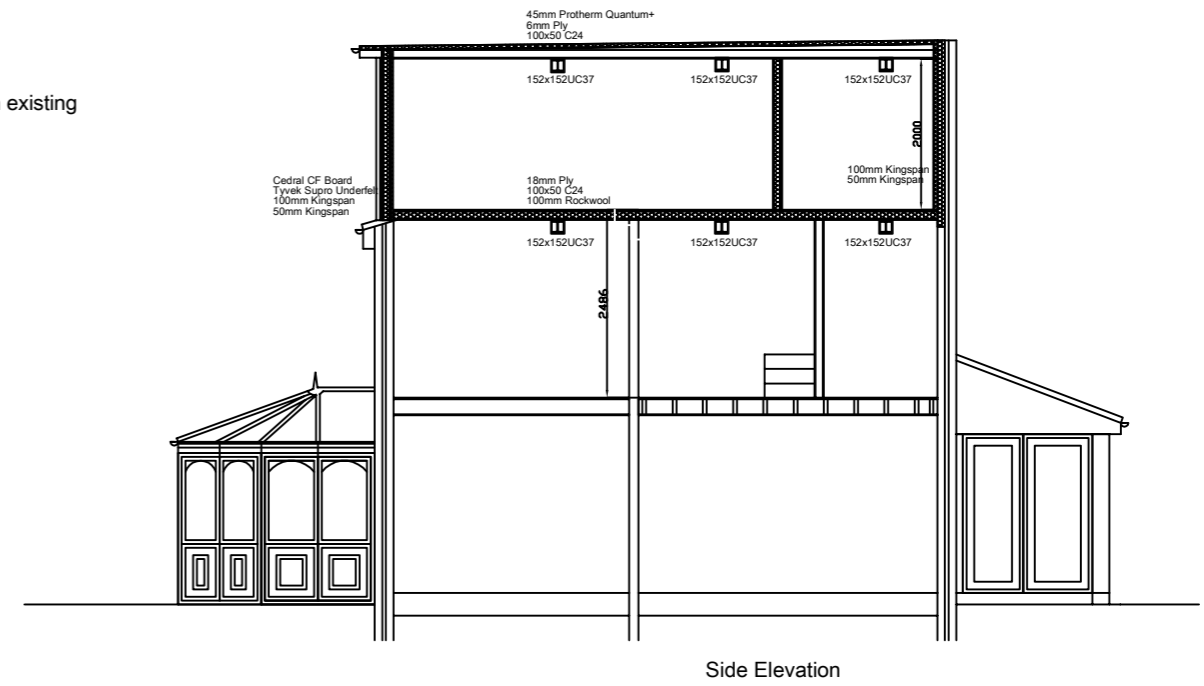 45mm Protherm Quantum+
6mm Ply
100x50 C24
152x152UC37
152x152UC37
152x152UC37
existing
2000
Cedral CF Board
Tyvek Supro Underfelt
100mm Kingspan
50mm Kingspan
18mm Ply
100x50 C24
100mm Rockwool
100mm Kingspan
50mm Kingspan
152x152UC37
152x152UC37
152x152UC37
2486
Side Elevation